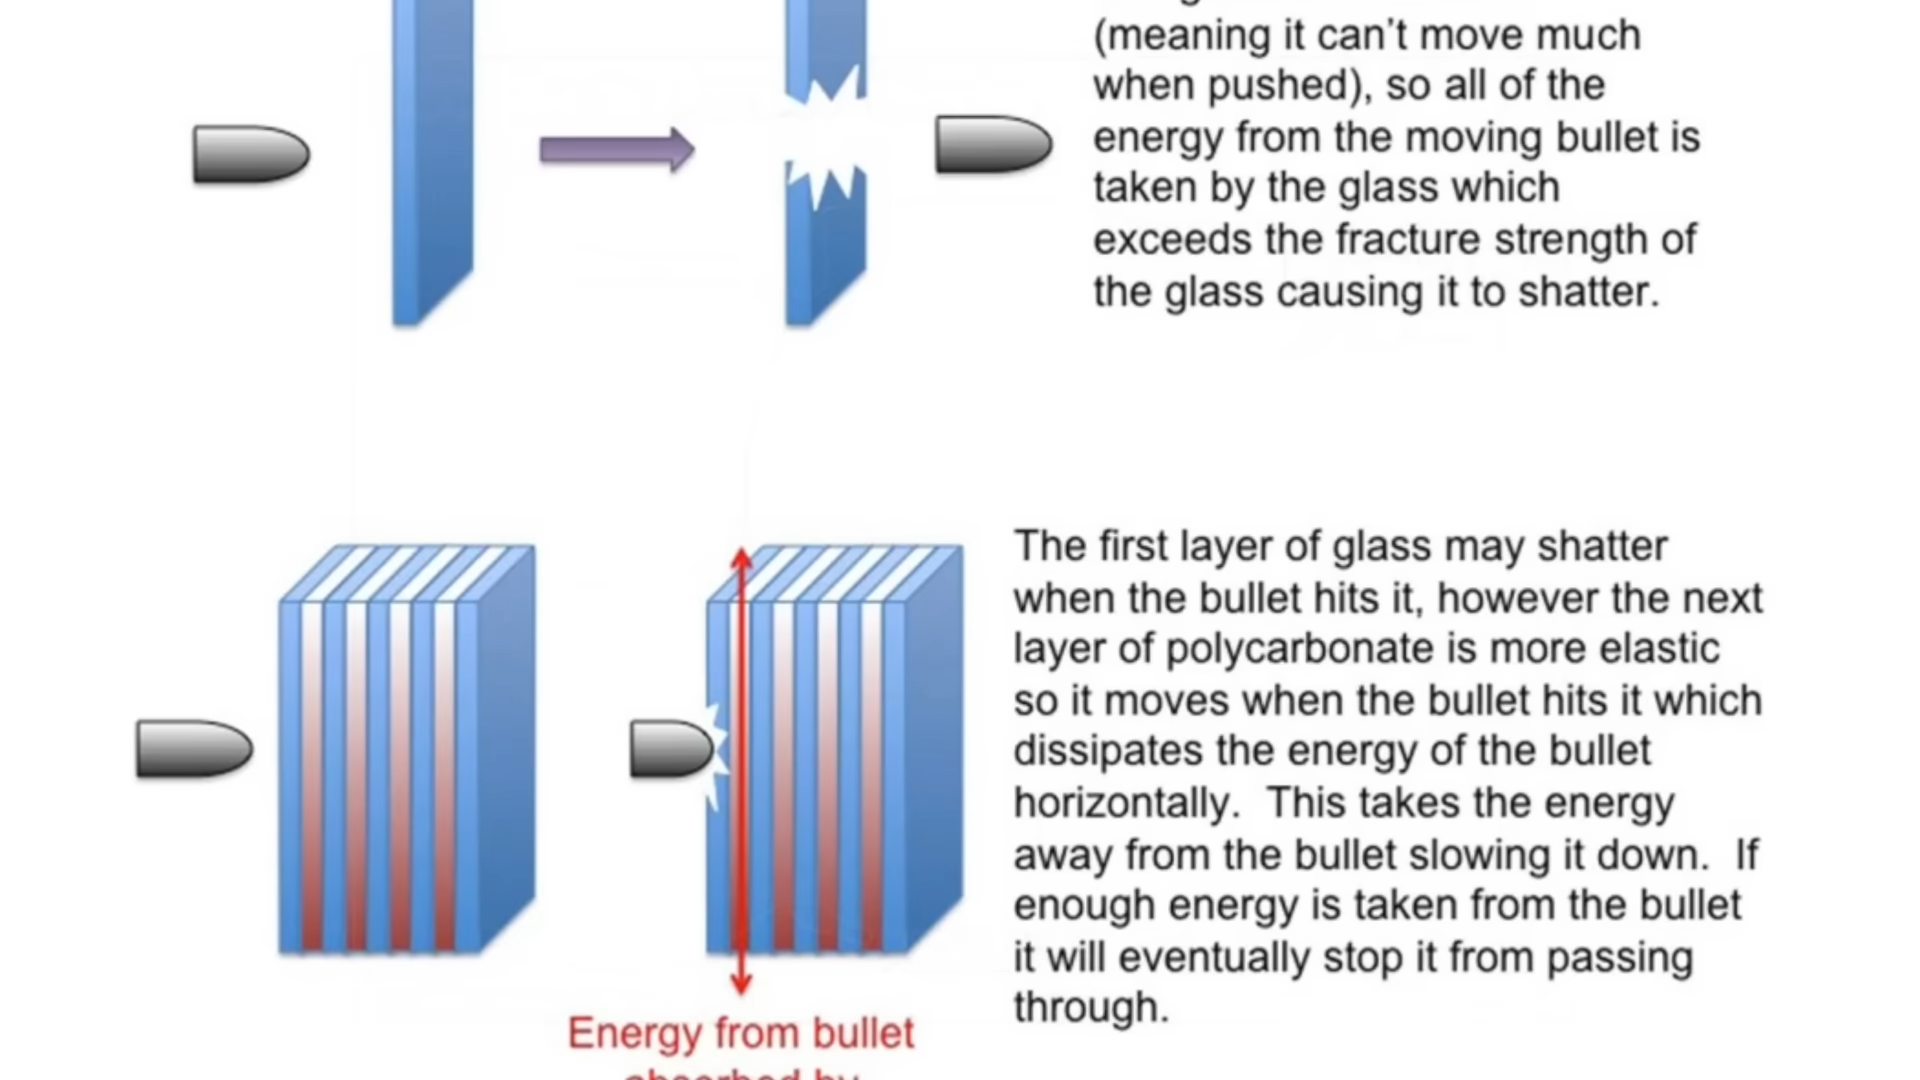 (meaning it can’t move much
when pushed), so all of the
energy from the moving bullet is
taken by the glass which
exceeds the fracture strength of
the glass causing it to shatter.
The first layer of glass may shatter
when the bullet hits it, however the next
layer of polycarbonate is more elastic
so it moves when the bullet hits it which
dissipates the energy of the bullet
horizontally.  This takes the energy
away from the bullet slowing it down.  If
enough energy is taken from the bullet
it will eventually stop it from passing
through.
Energy from bullet
absorbed by